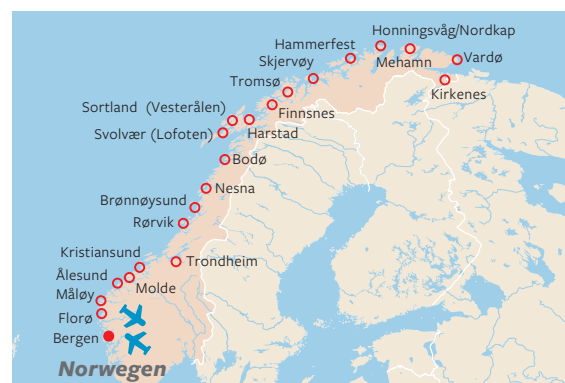 Honningsvåg/Nordkap
Hammerfest
Mehamn
Vardø
Skjervøy
Kirkenes
Tromsø
Finnsnes
Sortland (Vesterålen)
Svolvær (Lofoten)
Harstad
Bodø
Nesna
Brønnøysund
Rørvik
Kristiansund
Trondheim
Ålesund
Molde
Måløy
Florø
Bergen
Norwegen